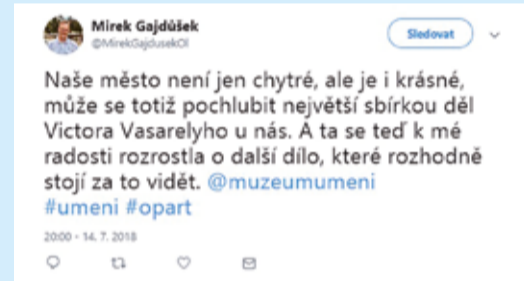 Mirek Gajdůšek
@MirekGajdusekOl
Sledovat
Naše město není jen chytré, ale je i krásné,
může se totiž pochlubit největší sbírkou děl
Victora Vasarelyho u nás. A ta se teď k mé
radosti rozrostla o další dílo, které rozhodně
stojí za to vidět. @muzeumumeni
#umeni #opart
20:00 - 14. 7. 2018